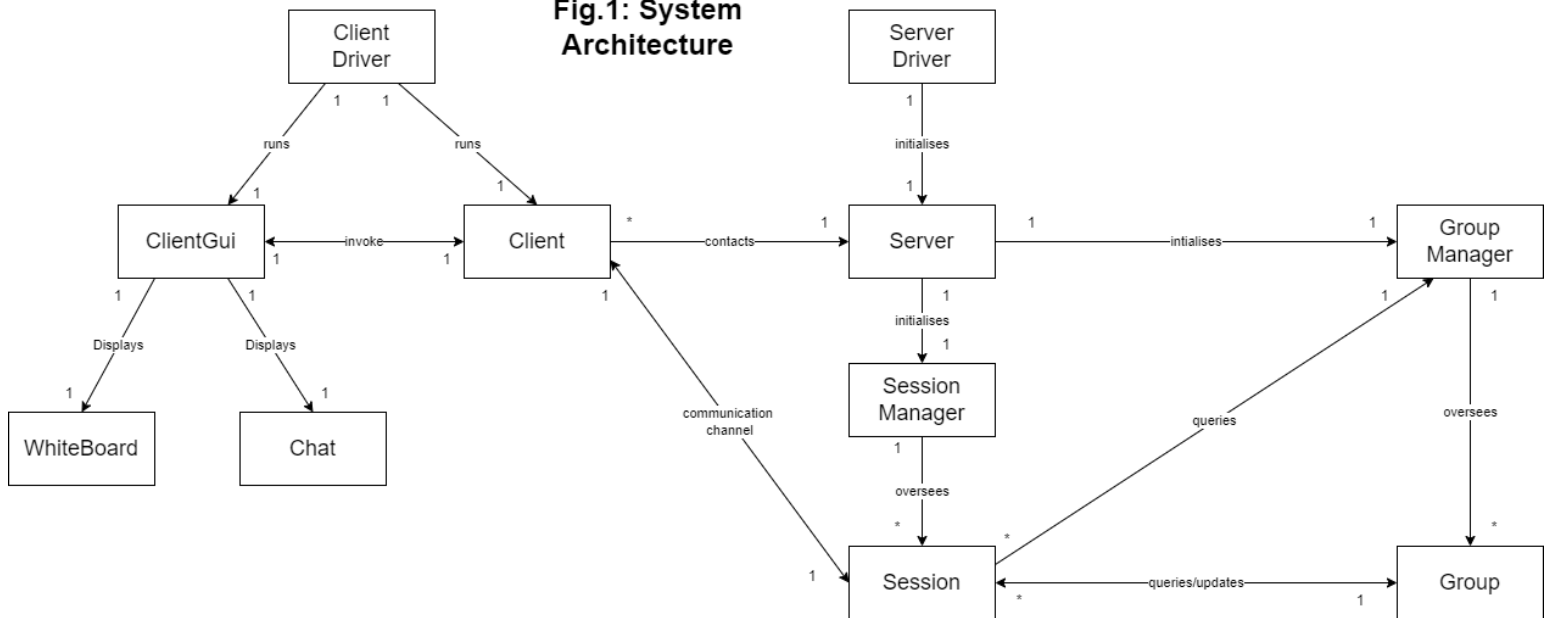 Fig.1: System
Architecture
Client
Driver
Server
Driver
1
1
1
runs
runs
initialises
1
1
1
*
1
1
1
ClientGui
invoke
Client
contacts
Server
intialises
Group
Manager
1
1
1
1
1
1
1
1
initialises
Displays
Displays
1
1
1
Session
Manager
communication
channel
queries
oversees
WhiteBoard
Chat
1
oversees
*
*
*
1
Session
queries/updates
Group
*
1